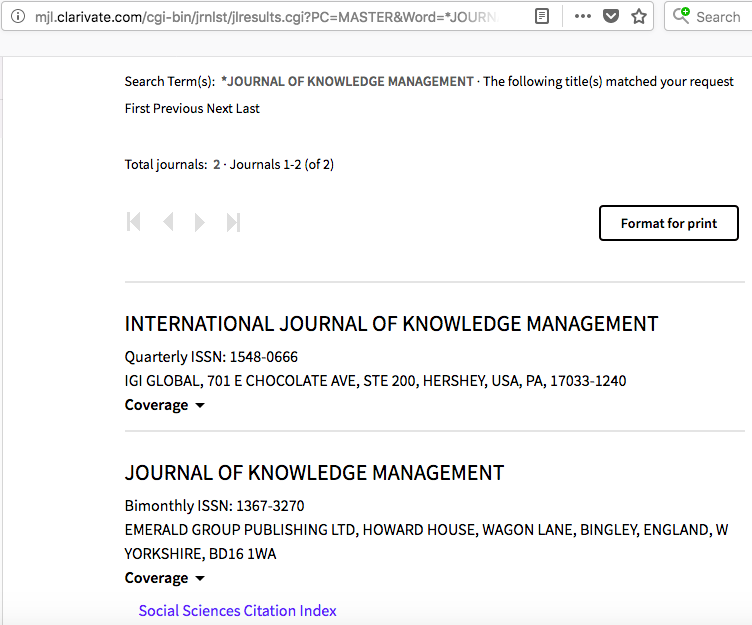 mjl.clarivate.com/cgi-bin/jrnlst/jlresults.cgi?PC=MASTER&Word=*JOURN
Search
Search Term(s): *JOURNAL OF KNOWLEDGE MANAGEMENT · The following title(s) matched your request
First Previous Next Last
Total journals: 2 · Journals 1-2 (of 2)
Format for print
INTERNATIONAL JOURNAL OF KNOWLEDGE MANAGEMENT
Quarterly ISSN: 1548-0666
IGI GLOBAL, 701 E CHOCOLATE AVE, STE 200, HERSHEY, USA, PA, 17033-1240
Coverage
JOURNAL OF KNOWLEDGE MANAGEMENT
Bimonthly ISSN: 1367-3270
EMERALD GROUP PUBLISHING LTD, HOWARD HOUSE, WAGON LANE, BINGLEY, ENGLAND, W
YORKSHIRE, BD16 1WA
Coverage
Social Sciences Citation Index